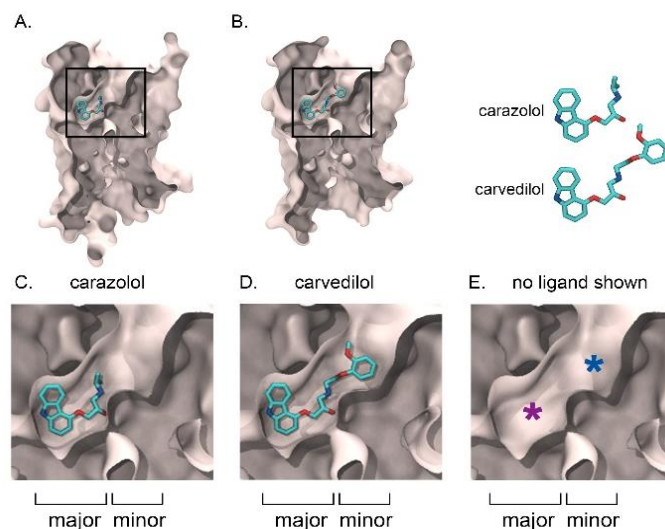 A.
B.
carazolol
carvedilol
C. carazolol
D. carvedilol
E. no ligand shown
* *
major minor
major minor
major minor